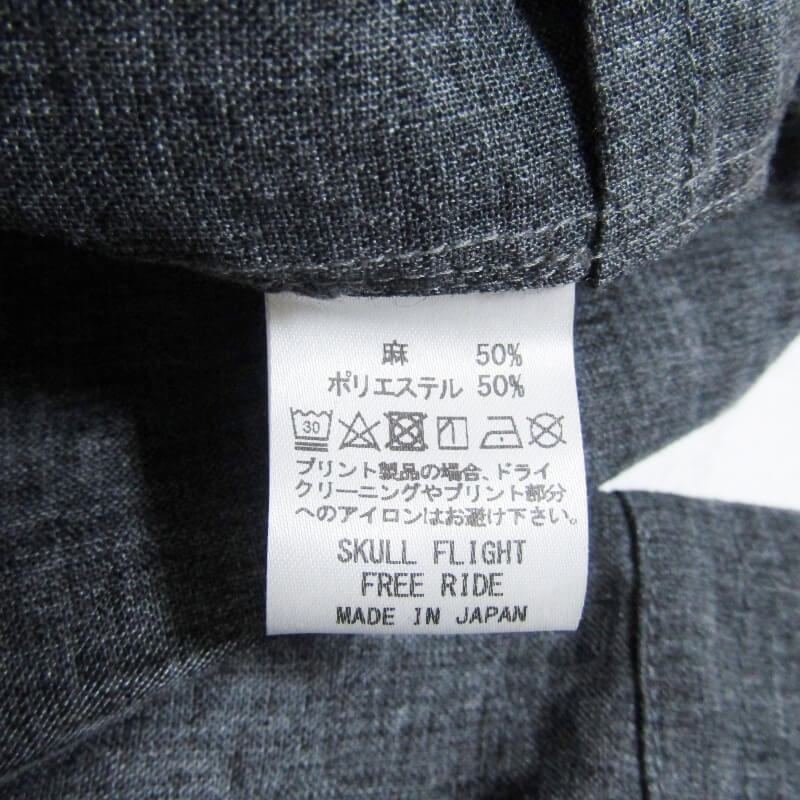 麻 50%
ポリエステル 50%
30
プリント製品の場合、ドライ
クリーニングやプリント部分
へのアイロンはお避け下さい。
SKULL FLIGHT
FREE RIDE
MADE IN JAPAN